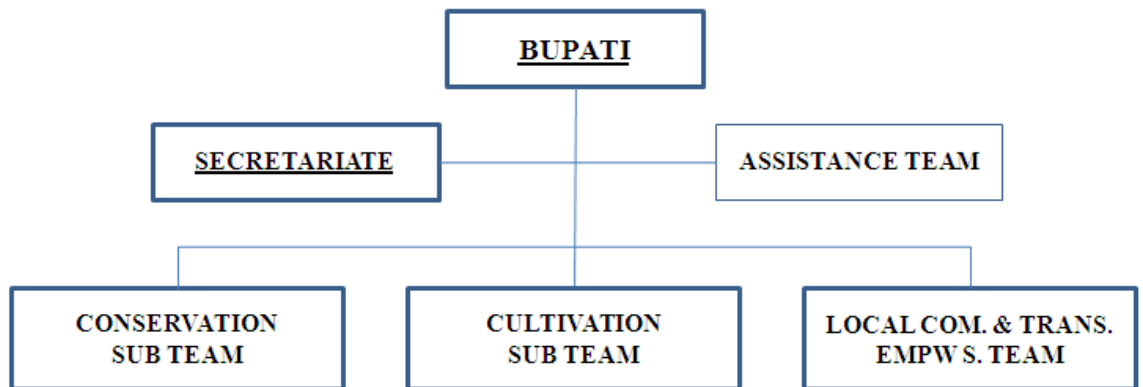 BUPATI
SECRETARIATE
ASSISTANCE TEAM
CONSERVATION
SUB TEAM
CULTIVATION
SUB TEAM
LOCAL COM. & TRANS.
EMPW S. TEAM